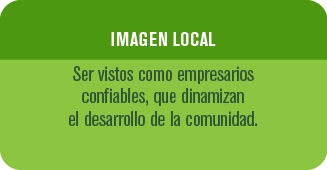 IMAGEN LOCAL
Ser vistos como empresarios
confiables, que dinamizan
el desarrollo de la comunidad.